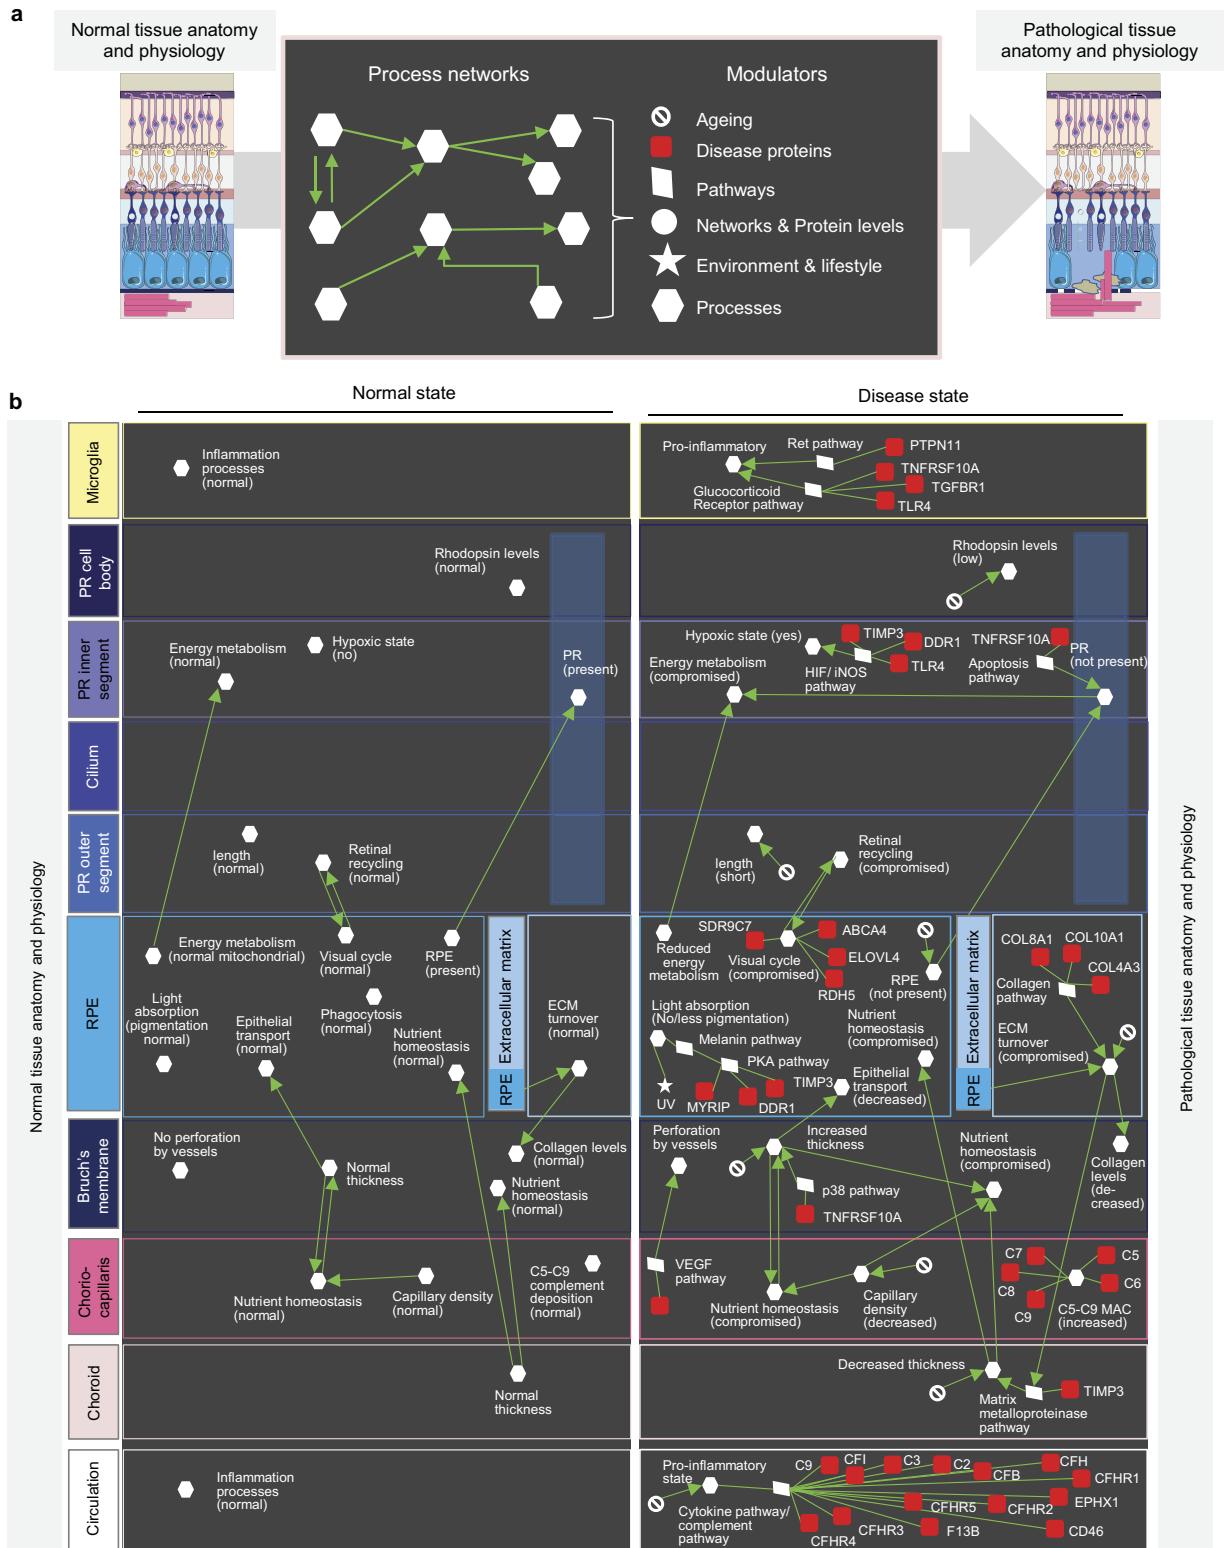 a
Normal tissue anatomy
and physiology
Pathological tissue
anatomy and physiology
Process networks
Modulators
Ageing
Disease proteins
Pathways
Networks & Protein levels
Environment & lifestyle
Processes
b
Normal state
Disease state
Normal tissue anatomy and physiology
Pathological tissue anatomy and physiology
Microglia
Inflammation
processes
(normal)
Pro-inflammatory
Ret pathway
PTPN11
TNFRSF10A
TGFBR1
Glucocorticoid
Receptor pathway
TLR4
PR cell
body
Rhodopsin levels
(normal)
Rhodopsin levels
(low)
PR inner
segment
Energy metabolism
(normal)
Hypoxic state
(no)
PR
(present)
Hypoxic state (yes)
TIMP3
DDR1
TLR4
Energy metabolism
(compromised)
HIF/ iNOS
pathway
TNFRSF10A
Apoptosis
pathway
PR
(not present)
Cilium
PR outer
segment
length
(normal)
Retinal
recycling
(normal)
length
(short)
Retinal
recycling
(compromised)
RPE
Energy metabolism
(normal mitochondrial)
Visual cycle
(normal)
RPE
(present)
Light
absorption
(pigmentation
normal)
Epithelial
transport
(normal)
Phagocytosis
(normal)
Nutrient
homeostasis
(normal)
RPE
Extracellular matrix
ECM
turnover
(normal)
Reduced
energy
metabolism
SDR9C7
Visual cycle
(compromised)
ABCA4
ELOVL4
RDH5
RPE
(not present)
Light absorption
(No/less pigmentation)
Melanin pathway
PKA pathway
UV
MYRIP
DDR1
TIMP3
Nutrient
homeostasis
(compromised)
Epithelial
transport
(decreased)
RPE
Extracellular matrix
COL8A1
COL10A1
COL4A3
Collagen
pathway
ECM
turnover
(compromised)
Bruch's
membrane
No perforation
by vessels
Normal
thickness
Collagen levels
(normal)
Nutrient
homeostasis
(normal)
Perforation
by vessels
Increased
thickness
p38 pathway
TNFRSF10A
Nutrient
homeostasis
(compromised)
Collagen
levels
(de-
creased)
Chorio-
capillaris
Nutrient homeostasis
(normal)
Capillary density
(normal)
C5-C9
complement
deposition
(normal)
VEGF
pathway
Nutrient homeostasis
(compromised)
Capillary
density
(decreased)
C7
C5
C8
C6
C9
C5-C9 MAC
(increased)
Choroid
Normal
thickness
Decreased thickness
Matrix
metalloproteinase
pathway
TIMP3
Circulation
Inflammation
processes
(normal)
Pro-inflammatory
state
Cytokine pathway/
complement
pathway
C9
CFI
C3
C2
CFB
CFH
CFHR1
EPHX1
CFHR5
CFHR2
CFHR4
CFHR3
F13B
CD46